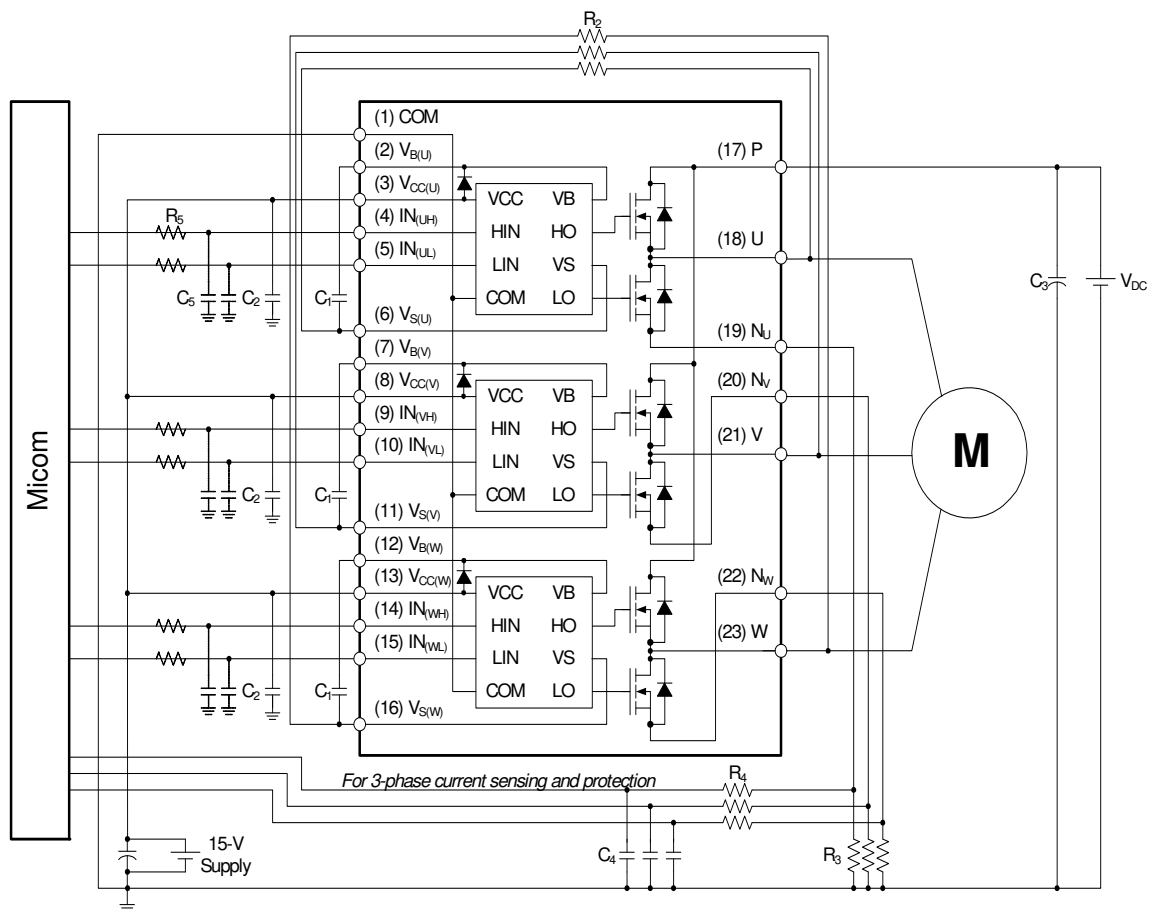 R2
Micom
(1) COM
(2) VB(U)
(3) VCC(U)
(4) IN(UH)
(5) IN(UL)
(6) VS(U)
(7) VB(V)
(8) VCC(V)
(9) IN(VH)
(10) IN(VL)
(11) VS(V)
(12) VB(W)
(13) VCC(W)
(14) IN(WH)
(15) IN(WL)
(16) VS(W)
R5
C5
C2
C1
C2
C1
C2
C1
VCC VB
HIN HO
LIN VS
COM LO
VCC VB
HIN HO
LIN VS
COM LO
VCC VB
HIN HO
LIN VS
COM LO
(17) P
(18) U
(19) NU
(20) NV
(21) V
(22) NW
(23) W
C3
VDC
M
For 3-phase current sensing and protection
R4
15-V
Supply
C4
R3